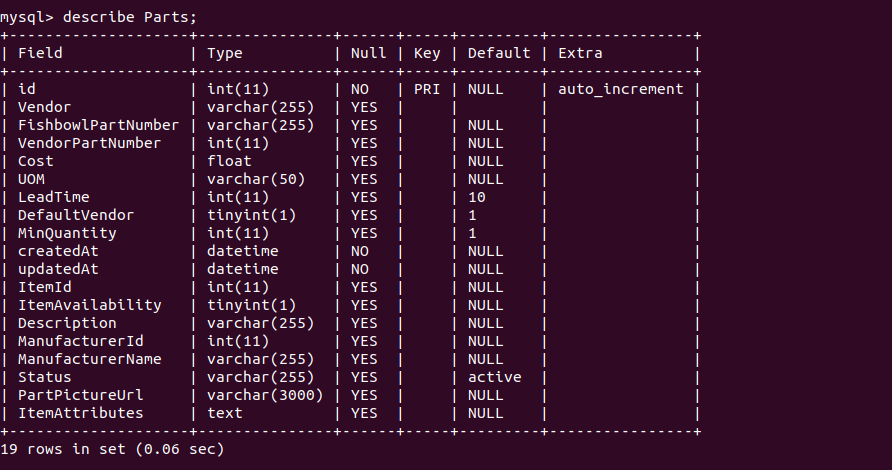 mysql> describe Parts;
+--------------------+---------------+------+-----+---------+----------------+
| Field              | Type          | Null | Key | Default | Extra          |
+--------------------+---------------+------+-----+---------+----------------+
| id                 | int(11)       | NO   | PRI | NULL    | auto_increment |
| Vendor             | varchar(255)  | YES  |     |         |                |
| FishbowlPartNumber | varchar(255)  | YES  |     | NULL    |                |
| VendorPartNumber   | int(11)       | YES  |     | NULL    |                |
| Cost               | float         | YES  |     | NULL    |                |
| UOM                | varchar(50)   | YES  |     | NULL    |                |
| LeadTime           | int(11)       | YES  |     | 10      |                |
| DefaultVendor      | tinyint(1)    | YES  |     | 1       |                |
| MinQuantity        | int(11)       | YES  |     | 1       |                |
| createdAt          | datetime      | NO   |     | NULL    |                |
| updatedAt          | datetime      | NO   |     | NULL    |                |
| ItemId             | int(11)       | YES  |     | NULL    |                |
| ItemAvailability   | tinyint(1)    | YES  |     | NULL    |                |
| Description        | varchar(255)  | YES  |     | NULL    |                |
| ManufacturerId     | int(11)       | YES  |     | NULL    |                |
| ManufacturerName   | varchar(255)  | YES  |     | NULL    |                |
| Status             | varchar(255)  | YES  |     | active  |                |
| PartPictureUrl     | varchar(3000) | YES  |     | NULL    |                |
| ItemAttributes     | text          | YES  |     | NULL    |                |
+--------------------+---------------+------+-----+---------+----------------+
19 rows in set (0.06 sec)